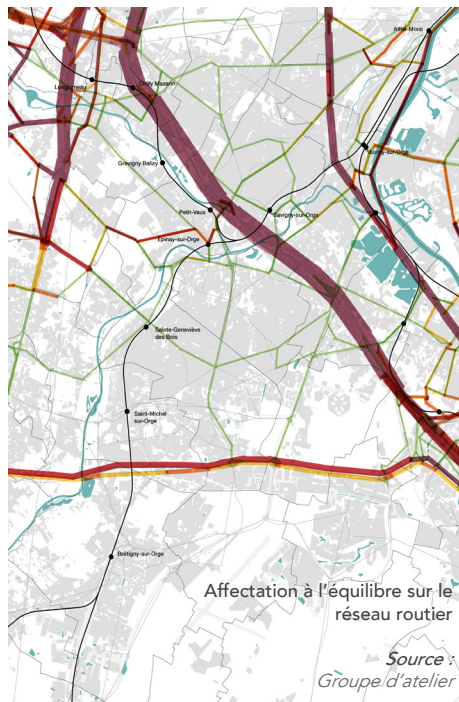 Athis-Mons
Longjumeau
Chilly Mazarin
Juvisy-sur-Orge
Gravigny Balizy
Petit-Vaux
Savigny-sur-Orge
Epinay-sur-Orge
Sainte-Geneviève
des Bois
Saint-Michel
sur-Orge
Brétigny-sur-Orge
Affectation à l'équilibre sur le
réseau routier
Source :
Groupe d'atelier